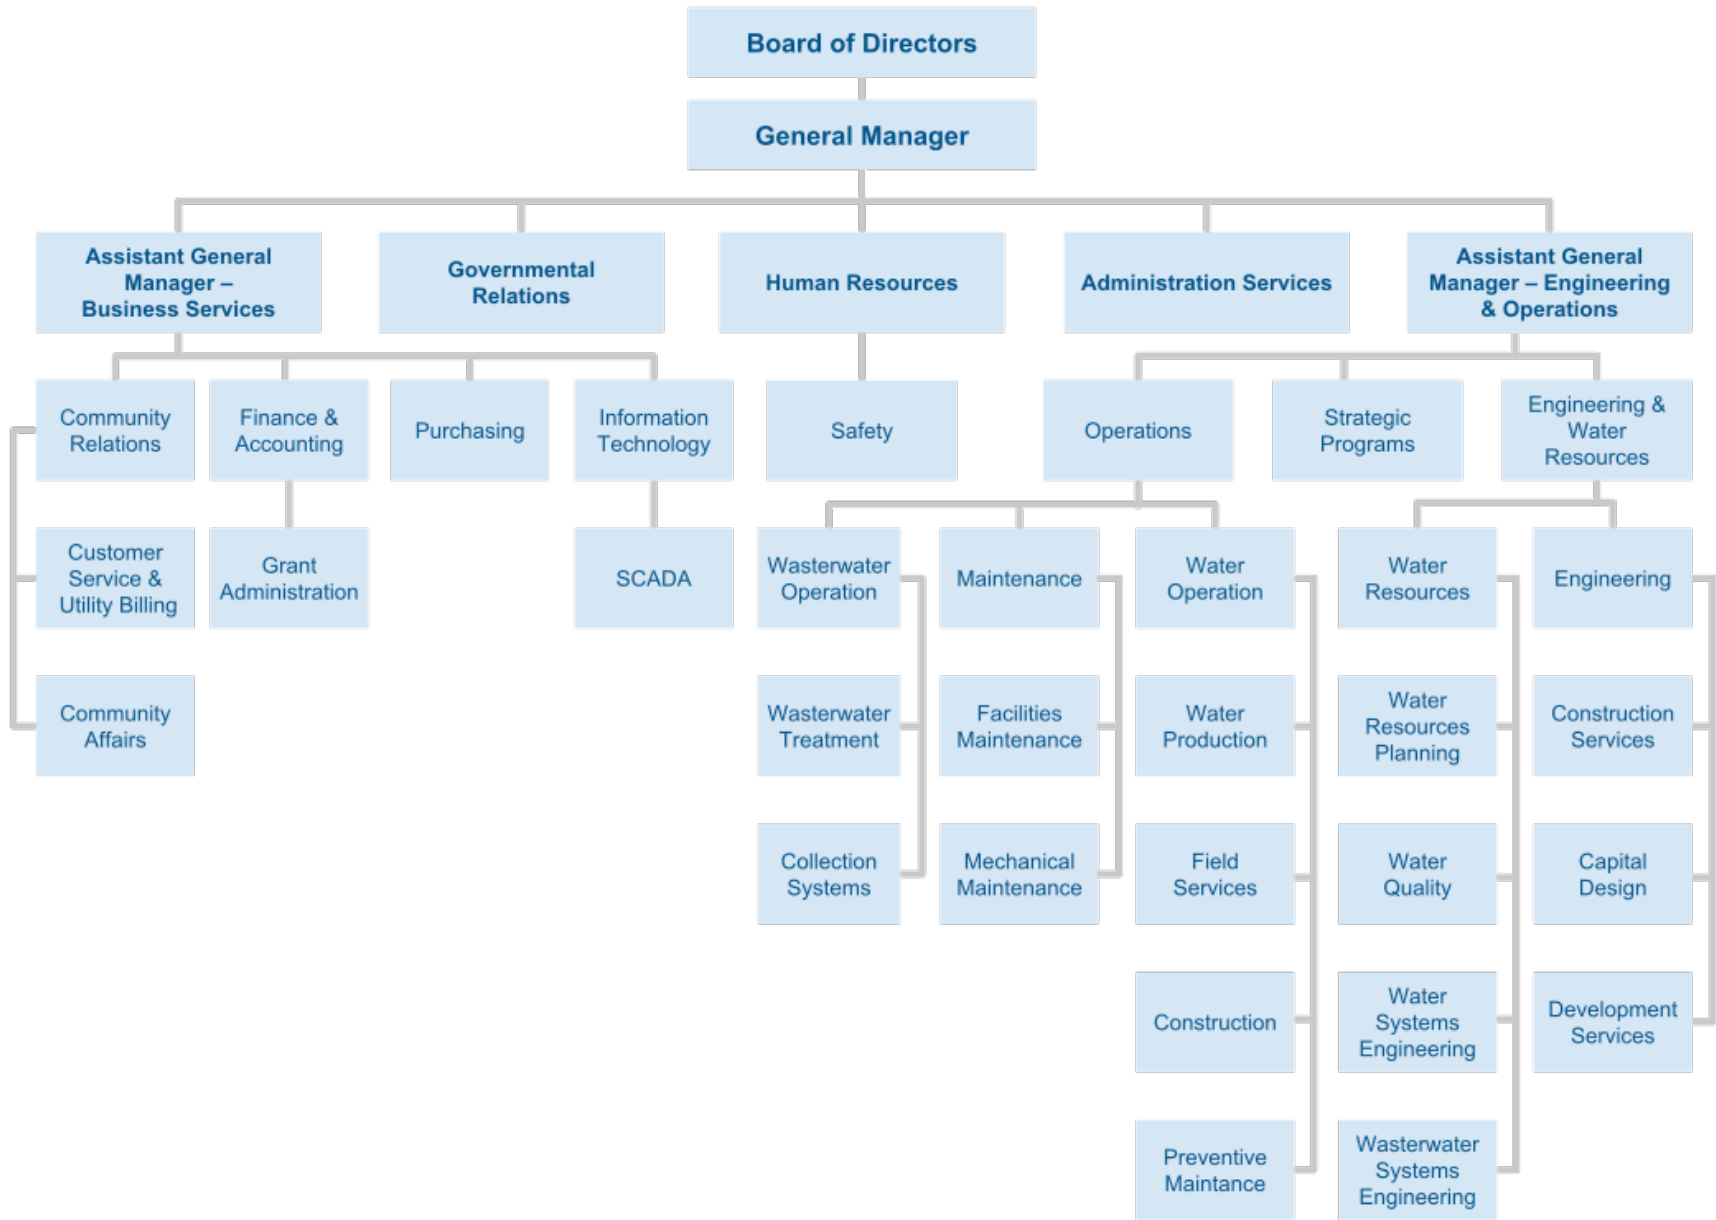 Board of Directors
General Manager
Assistant General
Manager –
Business Services
Governmental
Relations
Human Resources
Administration Services
Assistant General
Manager – Engineering
& Operations
Community
Relations
Finance &
Accounting
Purchasing
Information
Technology
Safety
Operations
Strategic
Programs
Engineering &
Water
Resources
Customer
Service &
Utility Billing
Grant
Administration
SCADA
Wasterwater
Operation
Maintenance
Water
Operation
Water
Resources
Engineering
Community
Affairs
Wasterwater
Treatment
Facilities
Maintenance
Water
Production
Water
Resources
Planning
Construction
Services
Collection
Systems
Mechanical
Maintenance
Field
Services
Water
Quality
Capital
Design
Construction
Water
Systems
Engineering
Development
Services
Preventive
Maintance
Wasterwater
Systems
Engineering